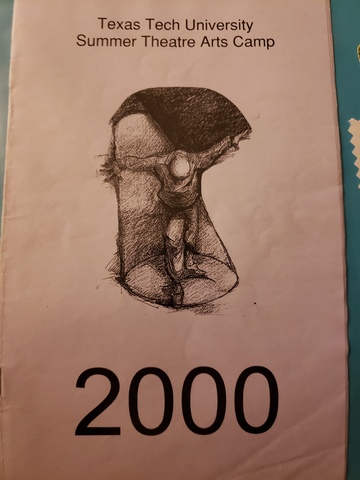 Texas Tech University
Summer Theatre Arts Camp
2000